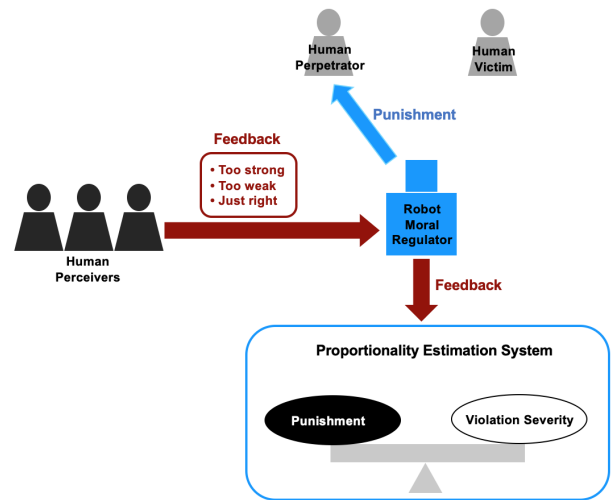 Human
Perpetrator
Human
Victim
Punishment
Feedback
• Too strong
• Too weak
• Just right
Robot
Moral
Regulator
Human
Perceivers
Feedback
Proportionality Estimation System
Punishment
Violation Severity